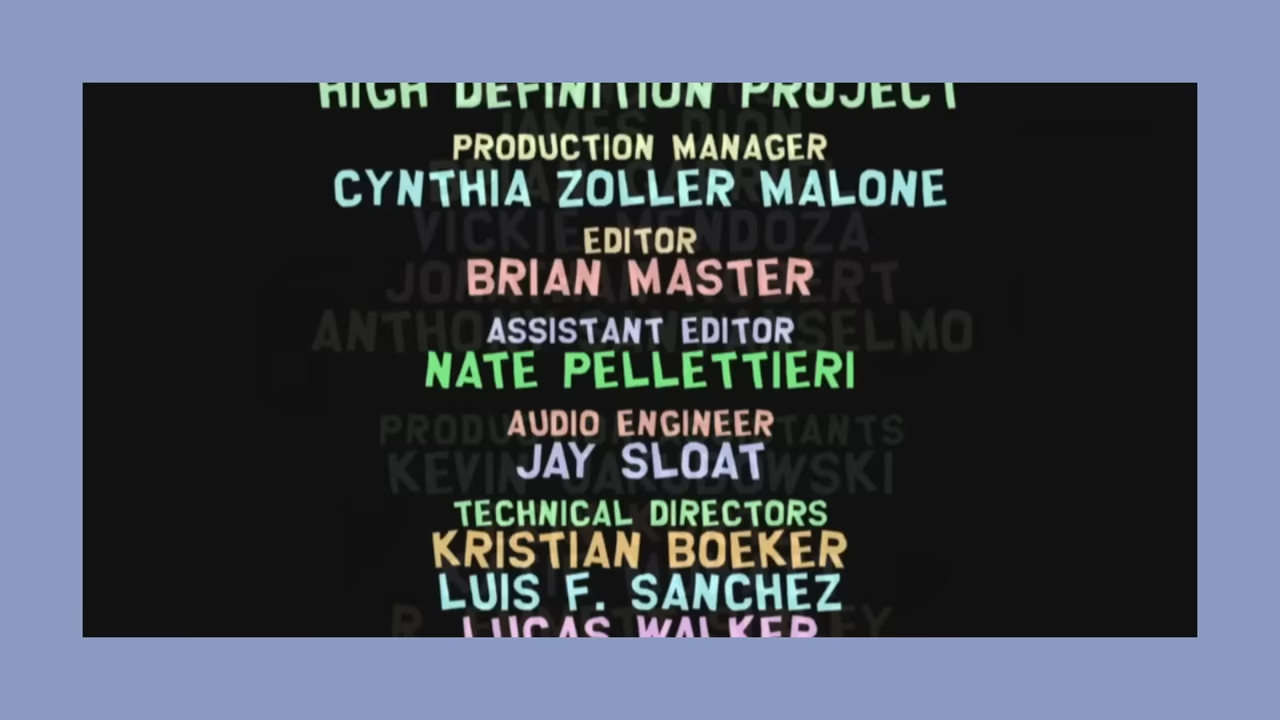 HIGH DEFINITION PROJECT
PRODUCTION MANAGER
CYNTHIA ZOLLER MALONE
EDITOR
BRIAN MASTER
ASSISTANT EDITOR
NATE PELLETTIERI
AUDIO ENGINEER
JAY SLOAT
TECHNICAL DIRECTORS
KRISTIAN BOEKER
LUIS F. SANCHEZ
LUCAS WALKER